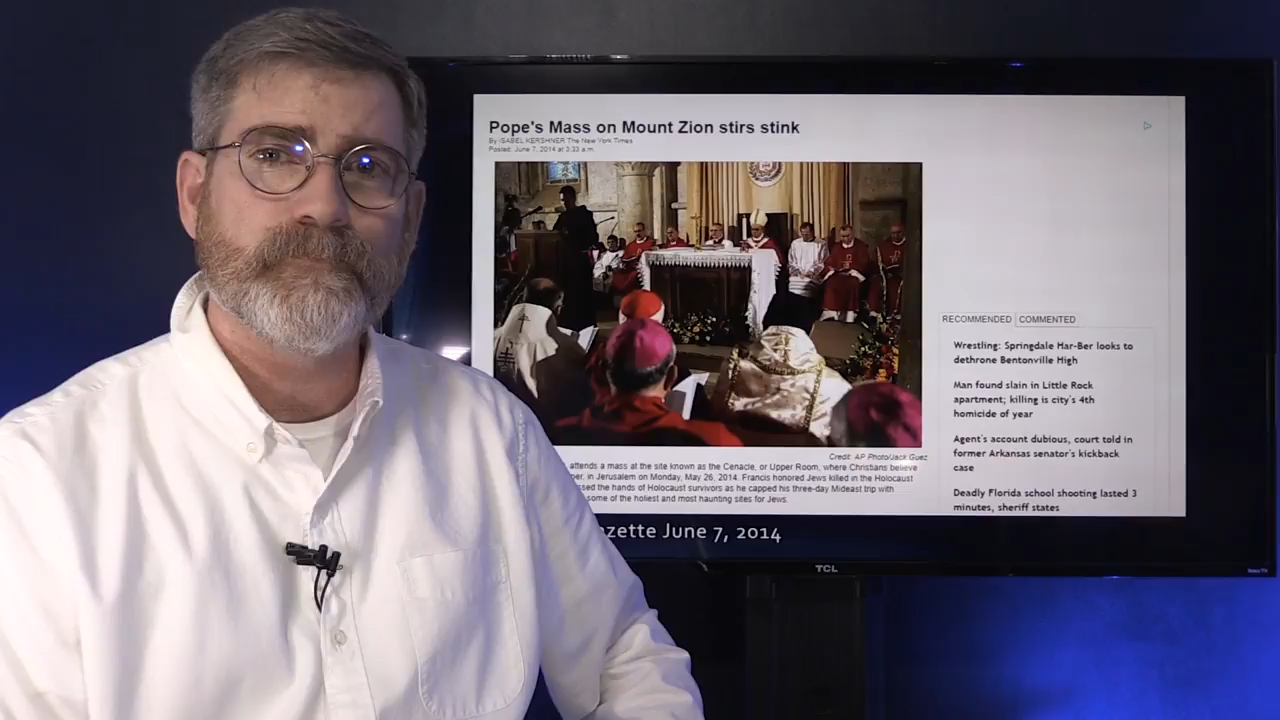 Pope's Mass on Mount Zion stirs stink
By ISABEL KERSHNER The New York Times
Posted: June 7, 2014 at 3:33 a.m.
Credit: AP Photo/Jack Guez
attends a mass at the site known as the Cenacle, or Upper Room, where Christians believe
per, in Jerusalem on Monday, May 26, 2014. Francis honored Jews killed in the Holocaust
ssed the hands of Holocaust survivors as he capped his three-day Mideast trip with
some of the holiest and most haunting sites for Jews.
RECOMMENDED COMMENTED
Wrestling: Springdale Har-Ber looks to
dethrone Bentonville High
Man found slain in Little Rock
apartment; killing is city's 4th
homicide of year
Agent's account dubious, court told in
former Arkansas senator's kickback
case
Deadly Florida school shooting lasted 3
minutes, sheriff states
zette June 7, 2014
TCL
Roku TV